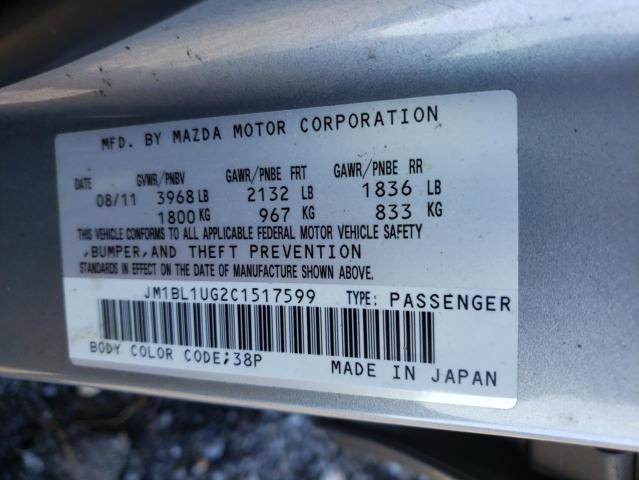 MFD. BY MAZDA MOTOR CORPORATION
DATE GVWR/PNBV GAWR/PNBE FRT GAWR/PNBE RR
08/11 3968 LB 2132 LB 1836 LB
1800 KG 967 KG 833 KG
THIS VEHICLE CONFORMS TO ALL APPLICABLE FEDERAL MOTOR VEHICLE SAFETY
,BUMPER,AND THEFT PREVENTION
STANDARDS IN EFFECT ON THE DATE OF MANUFACTURE SHOWN ABOVE.
JM1BL1UG2C1517599 TYPE: PASSENGER
BODY COLOR CODE;38P MADE IN JAPAN